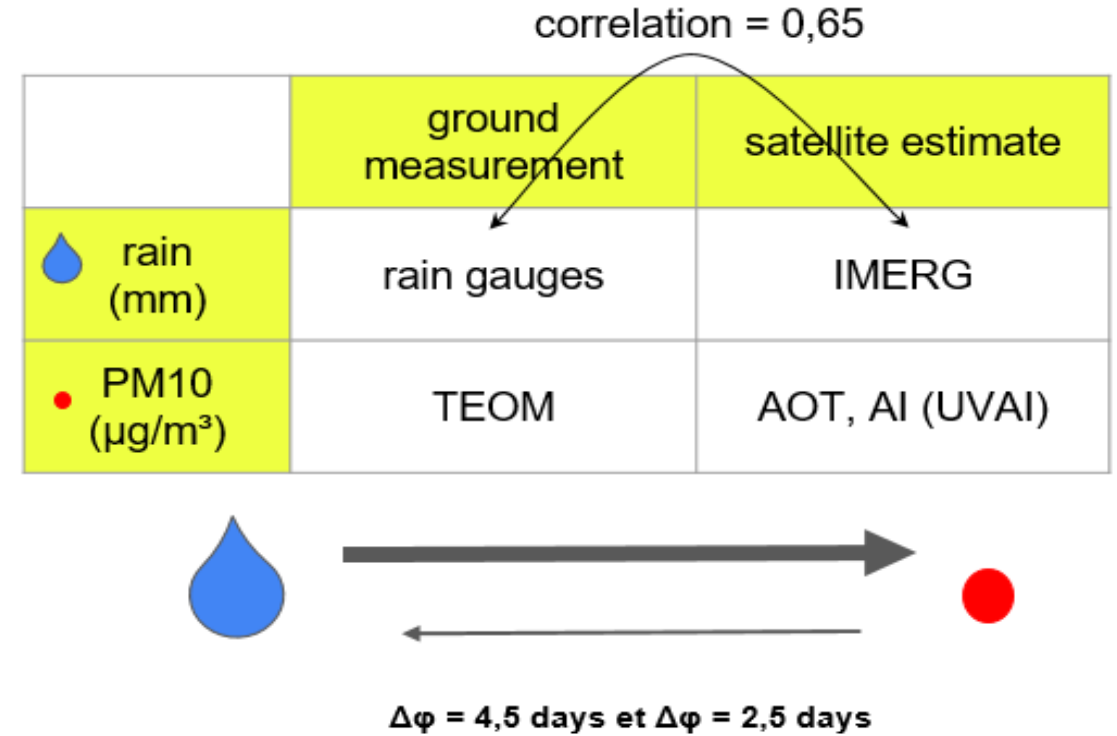 correlation = 0,65
ground
measurement
satellite estimate
rain
(mm)
rain gauges
IMERG
PM10
(µg/m³)
TEOM
AOT, AI (UVAI)
Δφ = 4,5 days et Δφ = 2,5 days